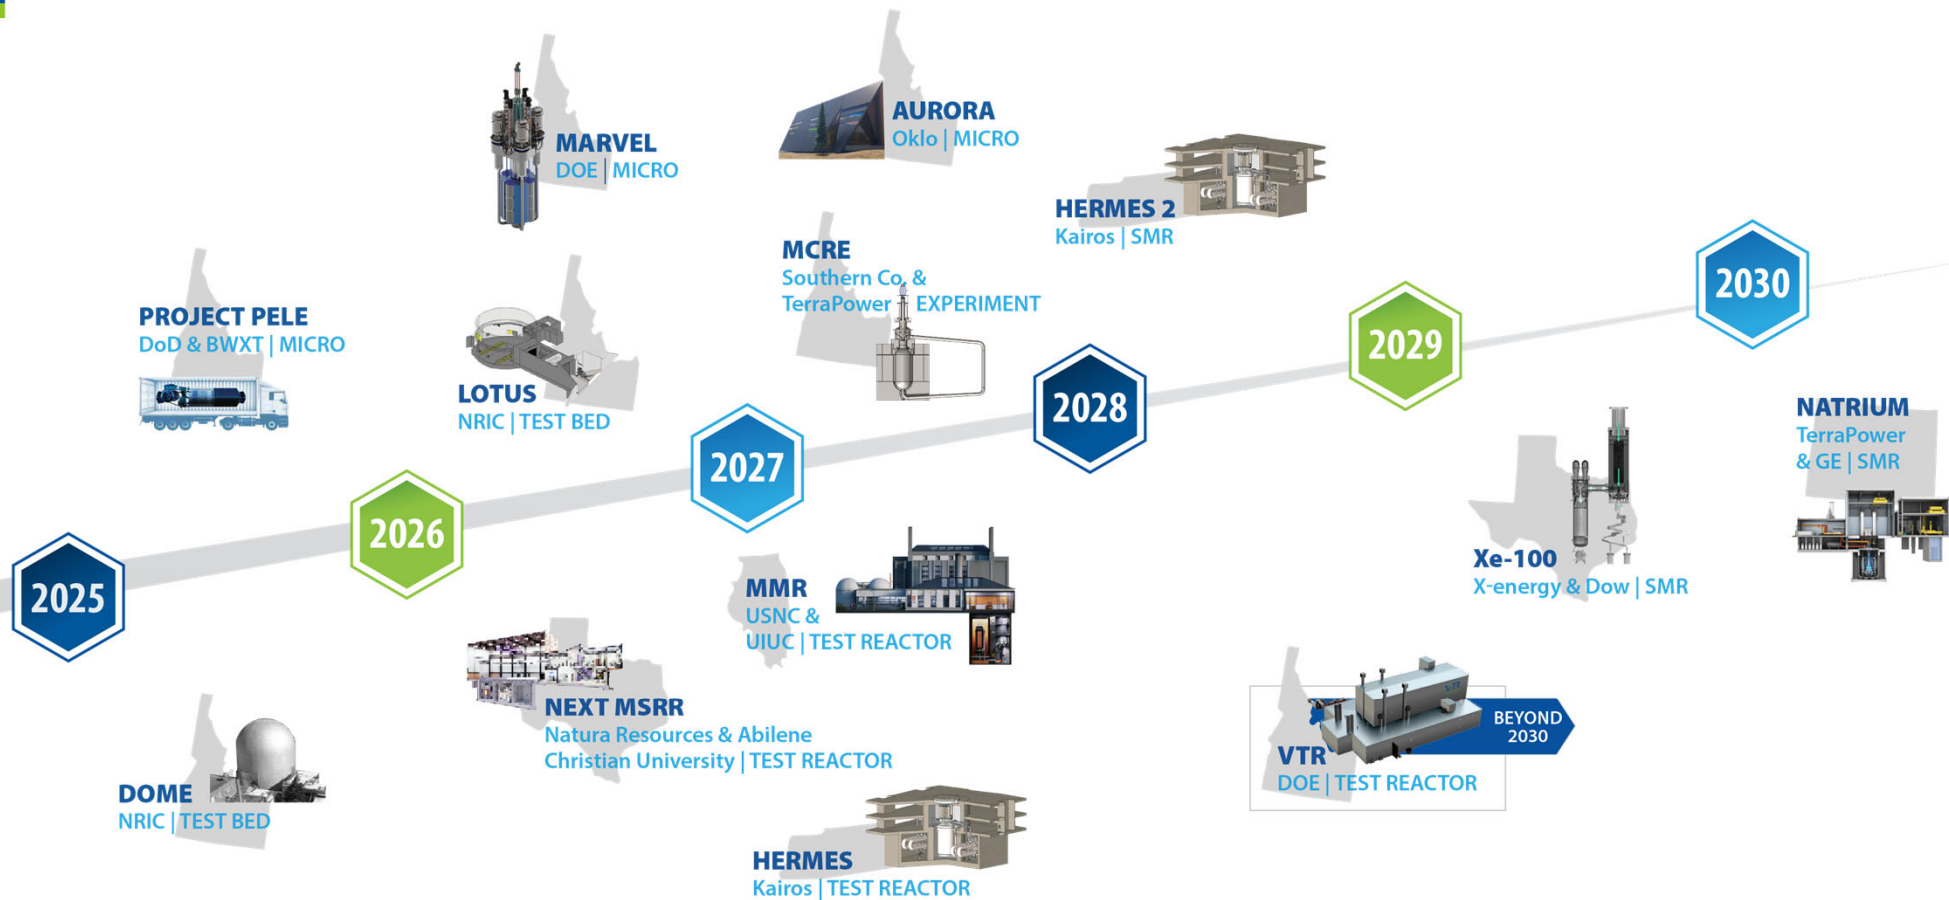 MARVEL
DOE | MICRO
AURORA
Oklo | MICRO
HERMES 2
Kairos | SMR
MCRE
Southern Co. &
TerraPower | EXPERIMENT
PROJECT PELE
DoD & BWXT | MICRO
LOTUS
NRIC | TEST BED
2025
2026
2027
2028
2029
2030
NATRIUM
TerraPower
& GE | SMR
Xe-100
X-energy & Dow | SMR
MMR
USNC &
UIUC | TEST REACTOR
NEXT MSRR
Natura Resources & Abilene
Christian University | TEST REACTOR
VTR
BEYOND
2030
VTR
DOE | TEST REACTOR
DOME
NRIC | TEST BED
HERMES
Kairos | TEST REACTOR